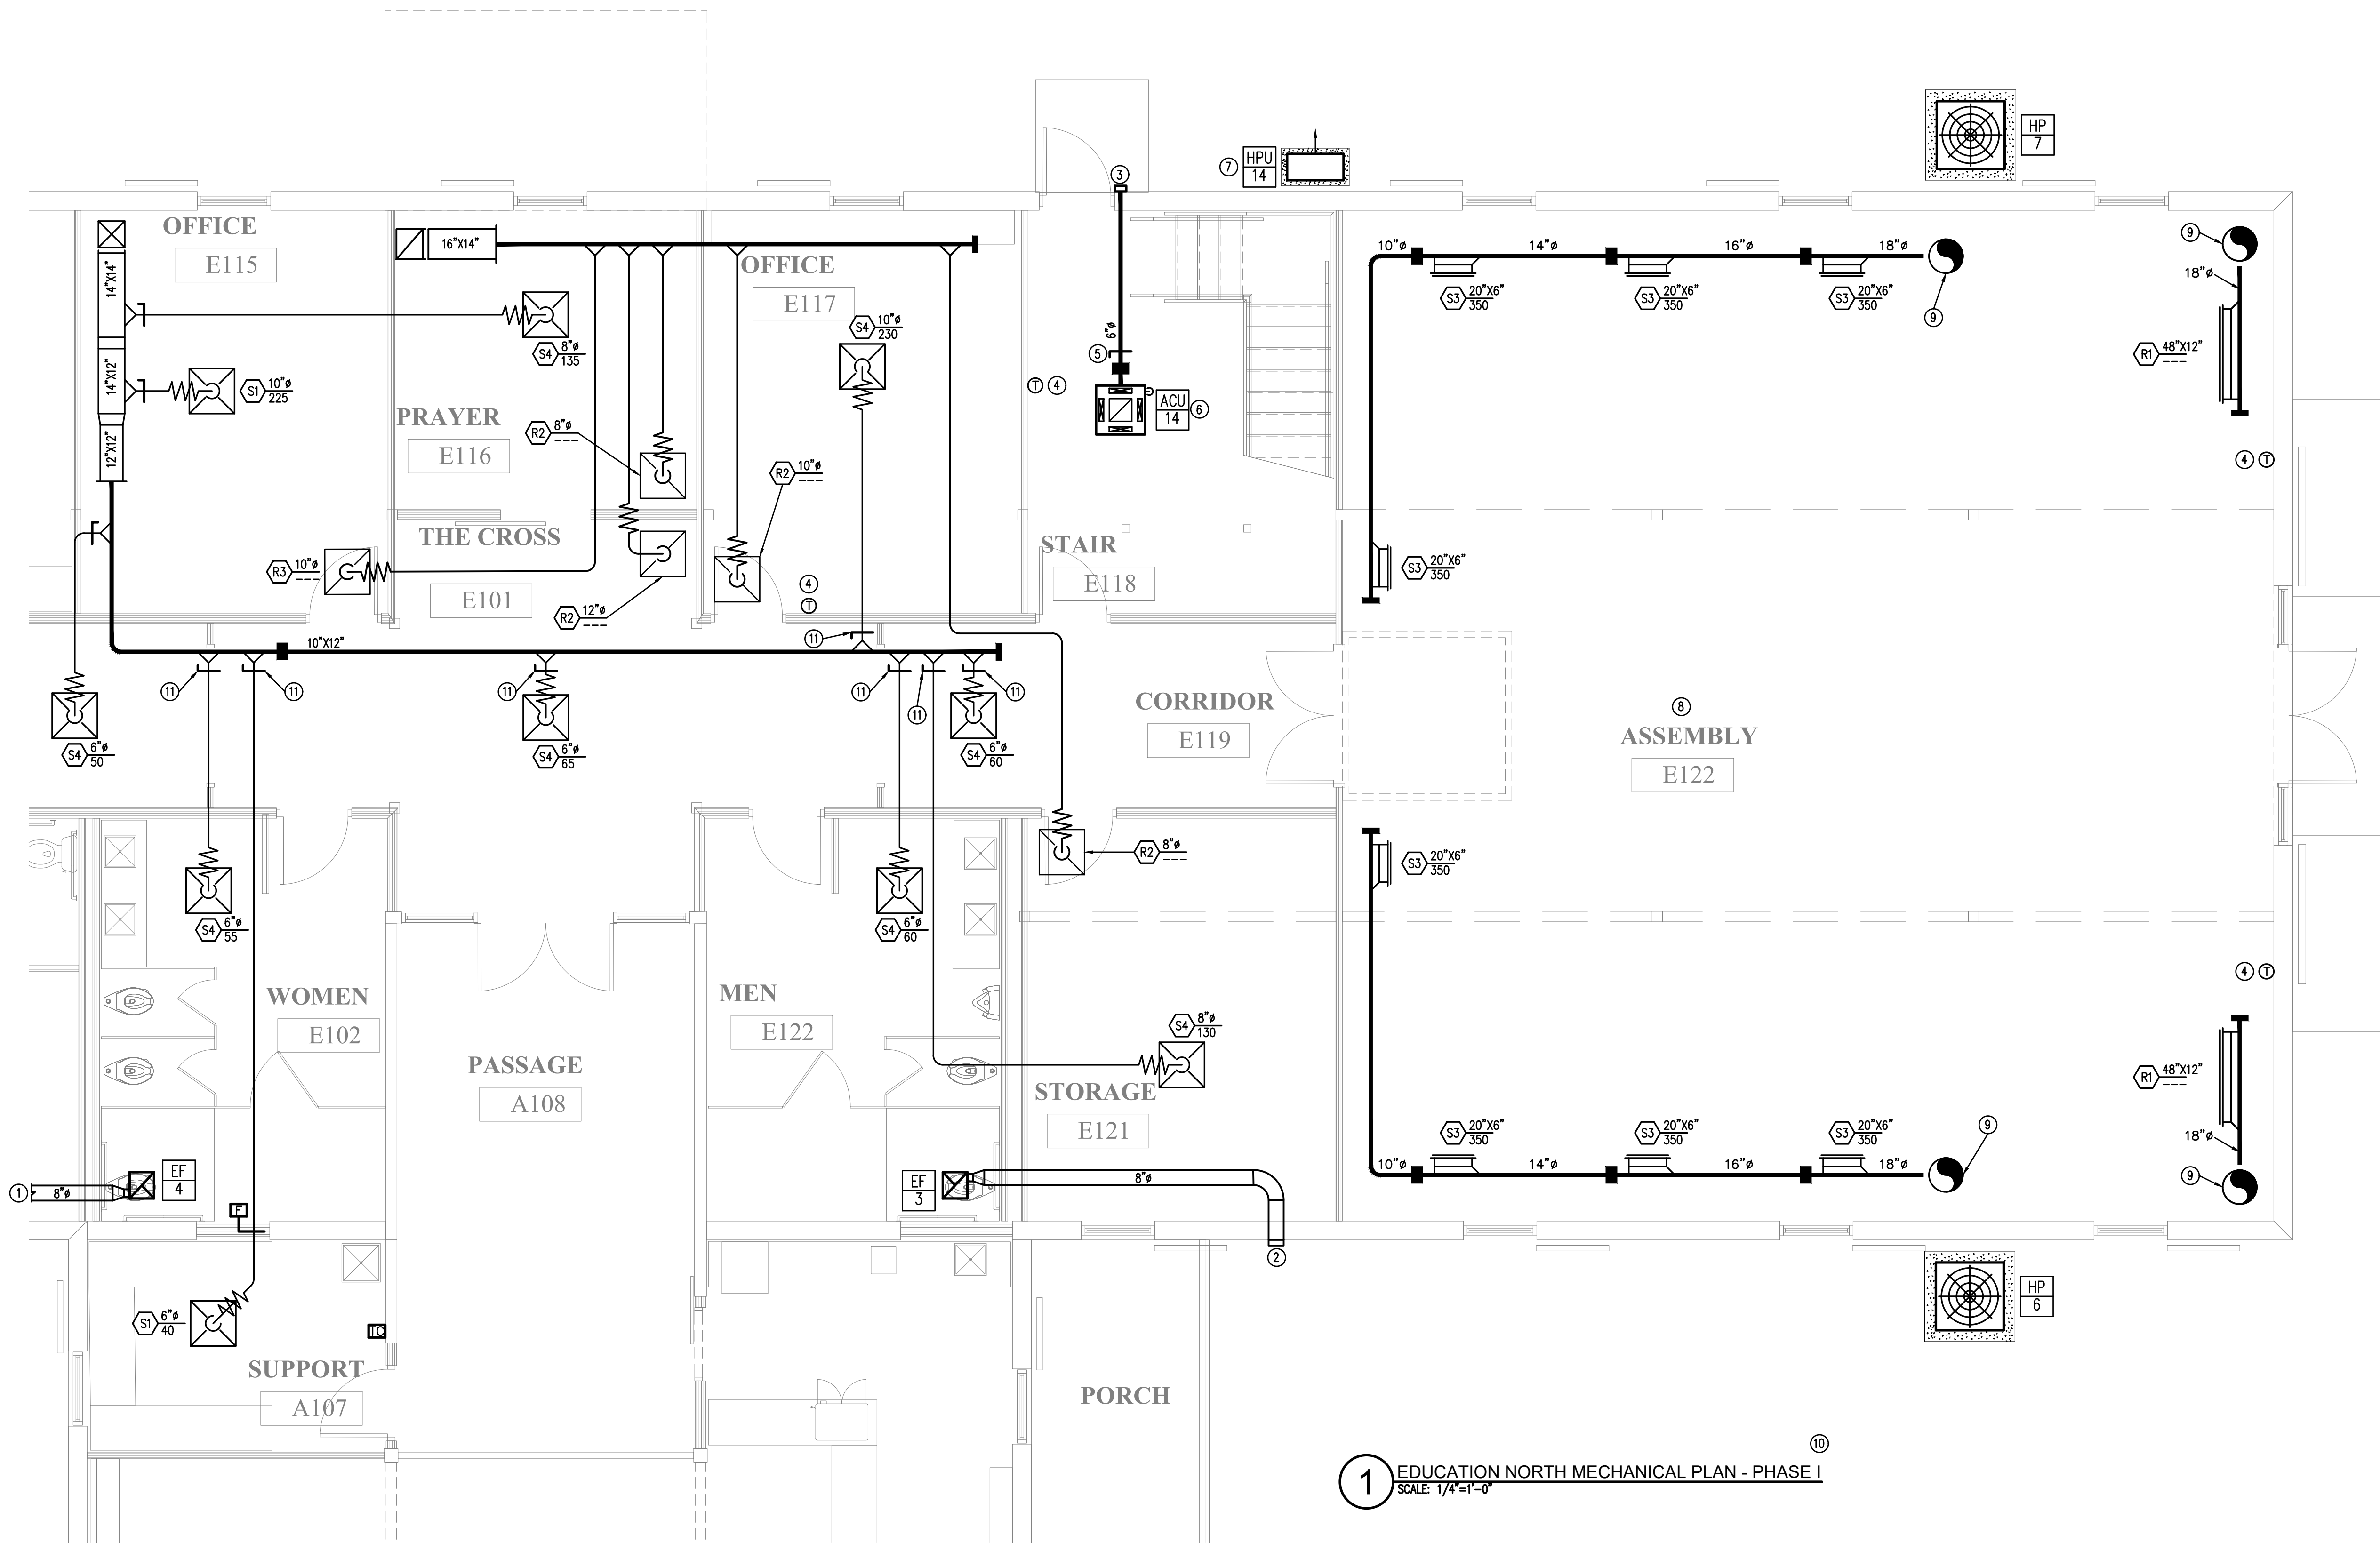 HP
7
HPU
14
7
3
9
OFFICE
E115
14"X14"
14"X12"
12"X12"
S1
10"ø
225
16"X14"
S4
8"ø
135
PRAYER
E116
R2
8"ø
---
THE CROSS
E101
R3
10"ø
---
R2
12"ø
---
OFFICE
E117
S4
10"ø
230
R2
10"ø
---
4
T
6"ø
5
T
4
ACU
14
6
STAIR
E118
10"ø
14"ø
16"ø
18"ø
S3
20"X6"
350
S3
20"X6"
350
S3
20"X6"
350
9
18"ø
R1
48"X12"
---
4
T
S3
20"X6"
350
10"X12"
11
11
11
11
11
11
11
S4
6"ø
50
S4
6"ø
65
S4
6"ø
60
CORRIDOR
E119
8
ASSEMBLY
E122
R2
8"ø
---
S3
20"X6"
350
S4
6"ø
55
S4
6"ø
60
WOMEN
E102
MEN
E122
PASSAGE
A108
S4
8"ø
130
STORAGE
E121
4
T
R1
48"X12"
---
S3
20"X6"
350
S3
20"X6"
350
S3
20"X6"
350
9
10"ø
14"ø
16"ø
18"ø
18"ø
9
1
8"ø
EF
4
F
EF
3
8"ø
2
HP
6
S1
6"ø
40
TC
SUPPORT
A107
PORCH
10
1
EDUCATION NORTH MECHANICAL PLAN - PHASE I
SCALE: 1/4"=1'-0"